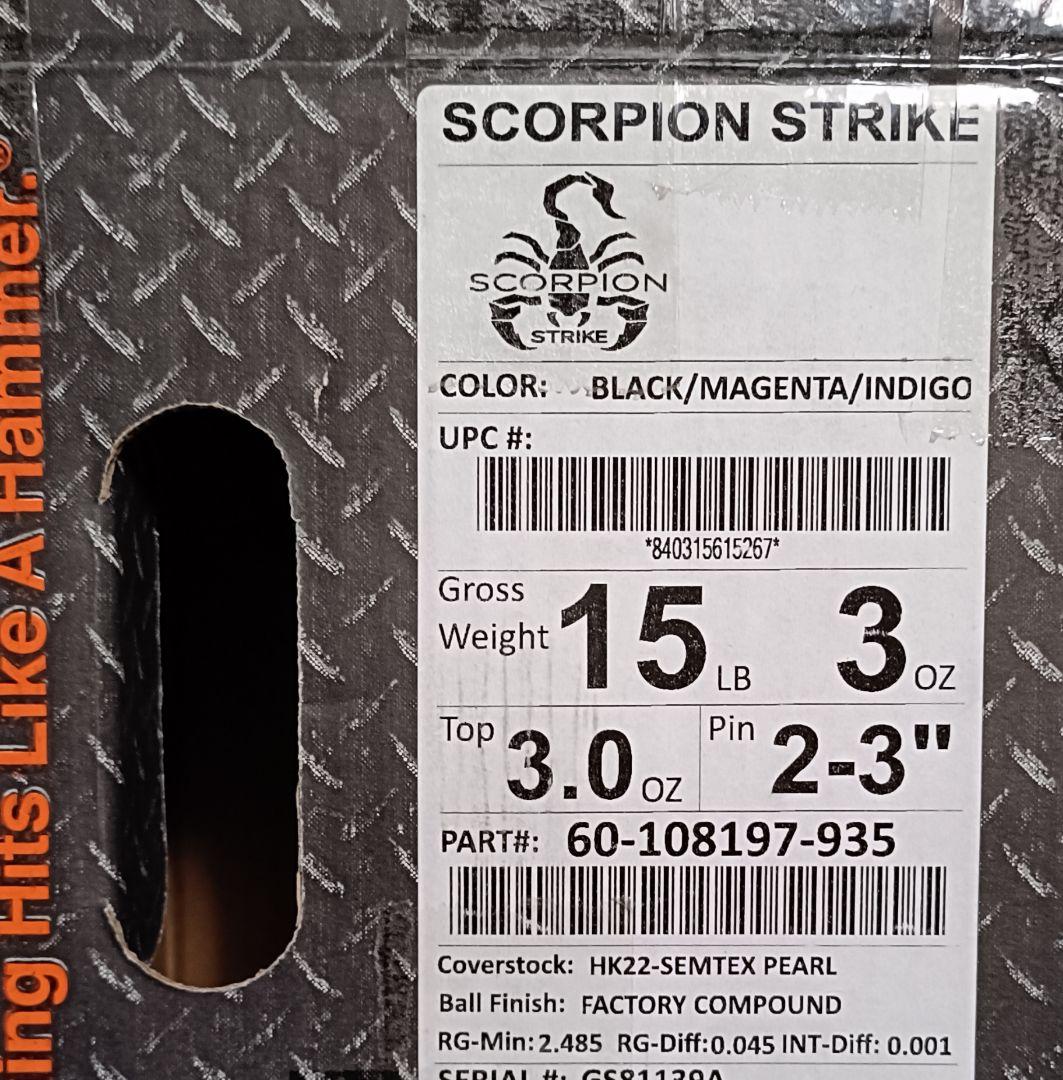 ing Hits Like A Hammer.®
SCORPION STRIKE
SCORPION
STRIKE
COLOR: BLACK/MAGENTA/INDIGO
UPC #:
*840315615267*
Gross
Weight 15 LB 3 OZ
Top 3.0 OZ Pin 2-3"
PART#: 60-108197-935
Coverstock: HK22-SEMTEX PEARL
Ball Finish: FACTORY COMPOUND
RG-Min: 2.485 RG-Diff: 0.045 INT-Diff: 0.001
SERIAL #: GS81139A